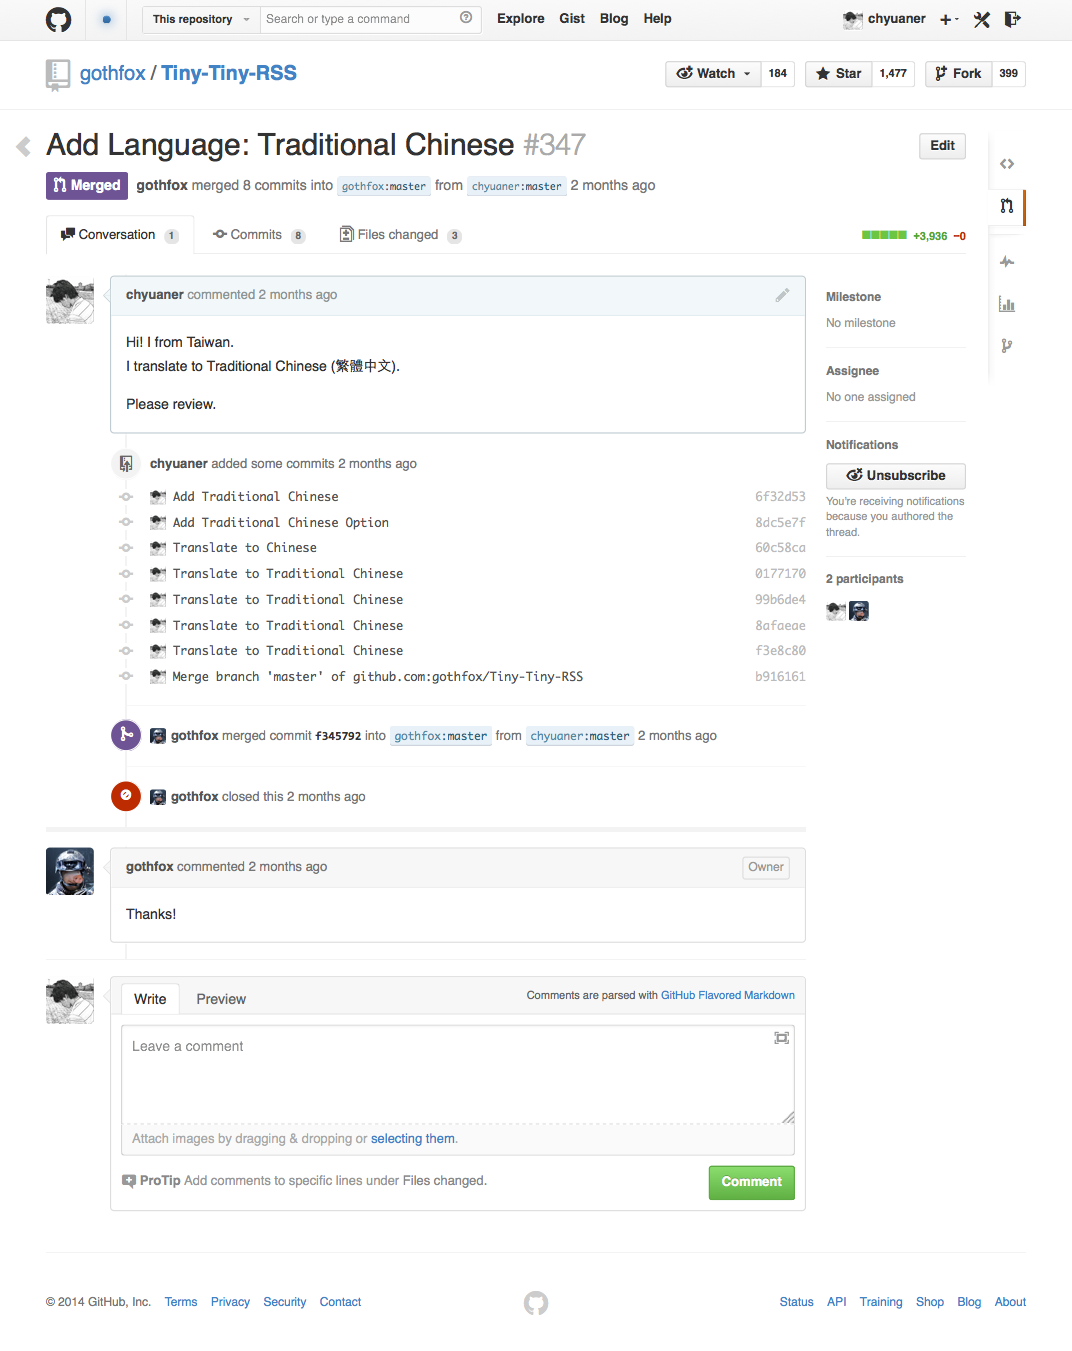 This repository Search or type a command Explore Gist Blog Help chyuaner
gothfox / Tiny-Tiny-RSS Watch 184 Star 1,477 Fork 399
Add Language: Traditional Chinese #347 Edit
Merged gothfox merged 8 commits into gothfox:master from chyuaner:master 2 months ago
Conversation 1 Commits 8 Files changed 3 +3,936 −0
chyuaner commented 2 months ago
Hi! I from Taiwan.
I translate to Traditional Chinese (繁體中文).
Please review.
chyuaner added some commits 2 months ago
Add Traditional Chinese 6f32d53
Add Traditional Chinese Option 8dc5e7f
Translate to Chinese 60c58ca
Translate to Traditional Chinese 0177170
Translate to Traditional Chinese 99b6de4
Translate to Traditional Chinese 8afaeae
Translate to Traditional Chinese f3e8c80
Merge branch 'master' of github.com:gothfox/Tiny-Tiny-RSS b916161
gothfox merged commit f345792 into gothfox:master from chyuaner:master 2 months ago
gothfox closed this 2 months ago
gothfox commented 2 months ago Owner
Thanks!
Write Preview Comments are parsed with GitHub Flavored Markdown
Leave a comment
Attach images by dragging & dropping or selecting them.
ProTip Add comments to specific lines under Files changed.
Comment
Milestone
No milestone
Assignee
No one assigned
Notifications
Unsubscribe
You're receiving notifications
because you authored the
thread.
2 participants
© 2014 GitHub, Inc. Terms Privacy Security Contact Status API Training Shop Blog About